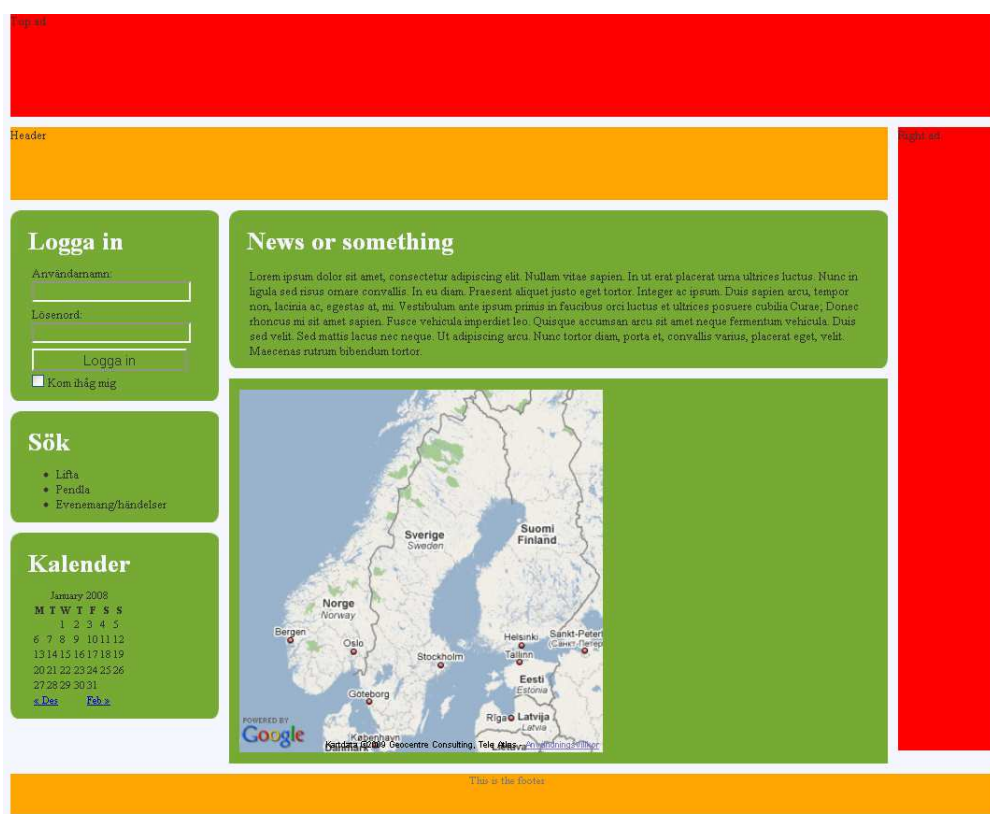 Top ad
Header
Right ad
Logga in
Användarnamn:
Lösenord:
Logga in
Kom ihåg mig
Sök
Lifta
Pendla
Evenemang/händelser
Kalender
January 2008
M T W T F S S
1 2 3 4 5
6 7 8 9 10 11 12
13 14 15 16 17 18 19
20 21 22 23 24 25 26
27 28 29 30 31
« Des Feb »
News or something
Lorem ipsum dolor sit amet, consectetur adipiscing elit. Nullam vitae sapien. In ut erat placerat urna ultrices luctus. Nunc in
ligula sed risus ornare convallis. In eu diam. Praesent aliquet justo eget tortor. Integer ac ipsum. Duis sapien arcu, tempor
non, lacinia ac, egestas at, mi. Vestibulum ante ipsum primis in faucibus orci luctus et ultrices posuere cubilia Curae; Donec
rhoncus mi sit amet sapien. Fusce vehicula imperdiet leo. Quisque accumsan arcu sit amet neque fermentum vehicula. Duis
sed velit. Sed mattis lacus nec neque. Ut adipiscing arcu. Nunc tortor diam, porta et, convallis varius, placerat eget, velit.
Maecenas rutrum bibendum tortor.
Sverige
Sweden
Suomi
Finland
Norge
Norway
Bergen
Oslo
Stockholm
Helsinki
Sankt-Peterl
(Санкт-Петер
Tallinn
Eesti
Estonia
Göteborg
Rīga
Latvija
Latvia
København
Danmark
Lietuva
POWERED BY
Google
Kartdata ©2009 Geocentre Consulting, Tele Atlas - Användningsvillkor
This is the footer